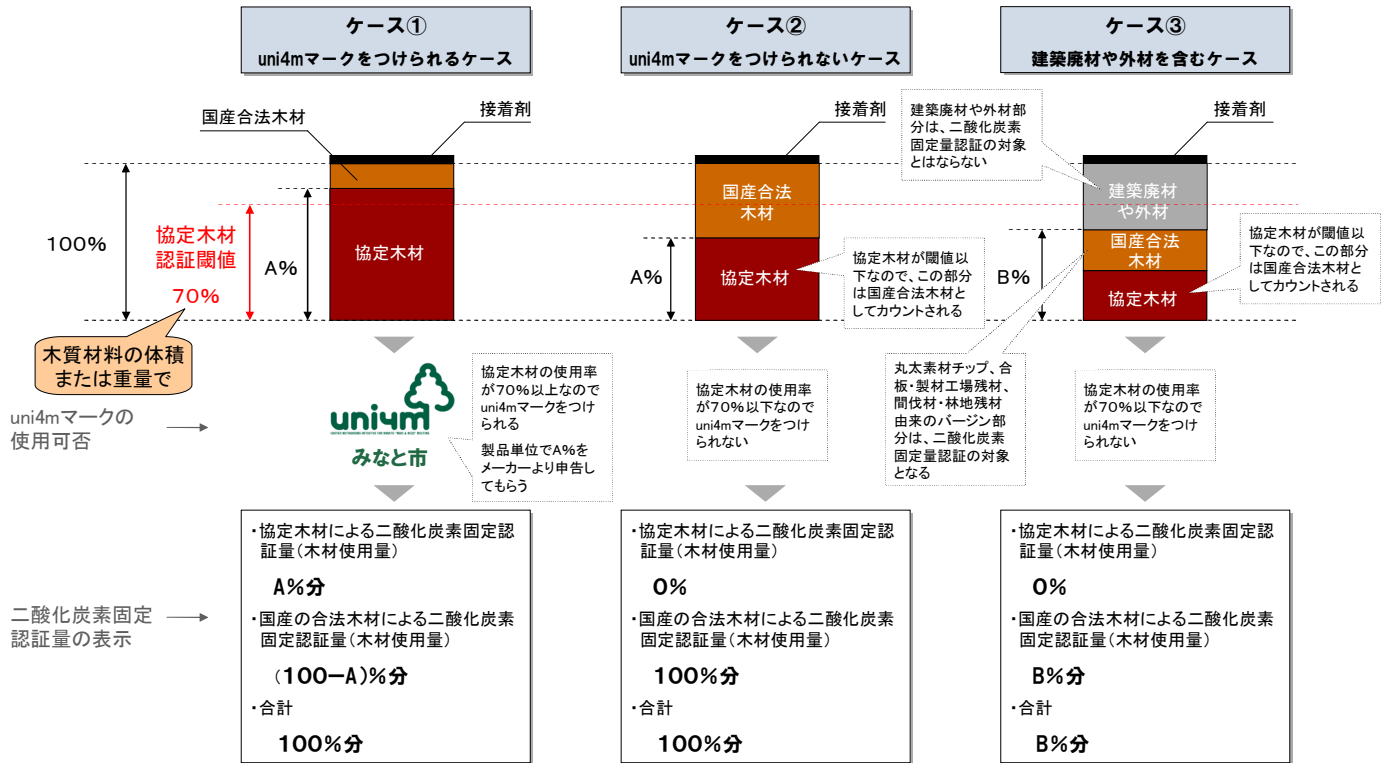 ケース①
uni4mマークをつけられるケース
ケース②
uni4mマークをつけられないケース
ケース③
建築廃材や外材を含むケース
国産合法木材
接着剤
100%
協定木材
認証閾値
70%
A%
協定木材
木質材料の体積
または重量で
接着剤
国産合法
木材
A%
協定木材
協定木材が閾値以
下なので、この部分
は国産合法木材と
してカウントされる
建築廃材や外材部
分は、二酸化炭素
固定量認証の対象
とはならない
接着剤
建築廃材
や外材
国産合法
木材
B%
協定木材
協定木材が閾値以
下なので、この部分
は国産合法木材と
してカウントされる
uni4mマークの
使用可否
uni4m
みなと市
協定木材の使用率
が70%以上なので
uni4mマークをつけ
られる
製品単位でA%を
メーカーより申告し
てもらう
協定木材の使用率
が70%以下なので
uni4mマークをつけ
られない
丸太素材チップ、合
板・製材工場残材、
間伐材・林地残材
由来のバージン部
分は、二酸化炭素
固定量認証の対象
となる
協定木材の使用率
が70%以下なので
uni4mマークをつけ
られない
二酸化炭素固定
認証量の表示
・協定木材による二酸化炭素固定認
証量(木材使用量)
A%分
・国産の合法木材による二酸化炭素
固定認証量(木材使用量)
(100-A)%分
・合計
100%分
・協定木材による二酸化炭素固定認
証量(木材使用量)
0%
・国産の合法木材による二酸化炭素
固定認証量(木材使用量)
100%分
・合計
100%分
・協定木材による二酸化炭素固定認
証量(木材使用量)
0%
・国産の合法木材による二酸化炭素
固定認証量(木材使用量)
B%分
・合計
B%分